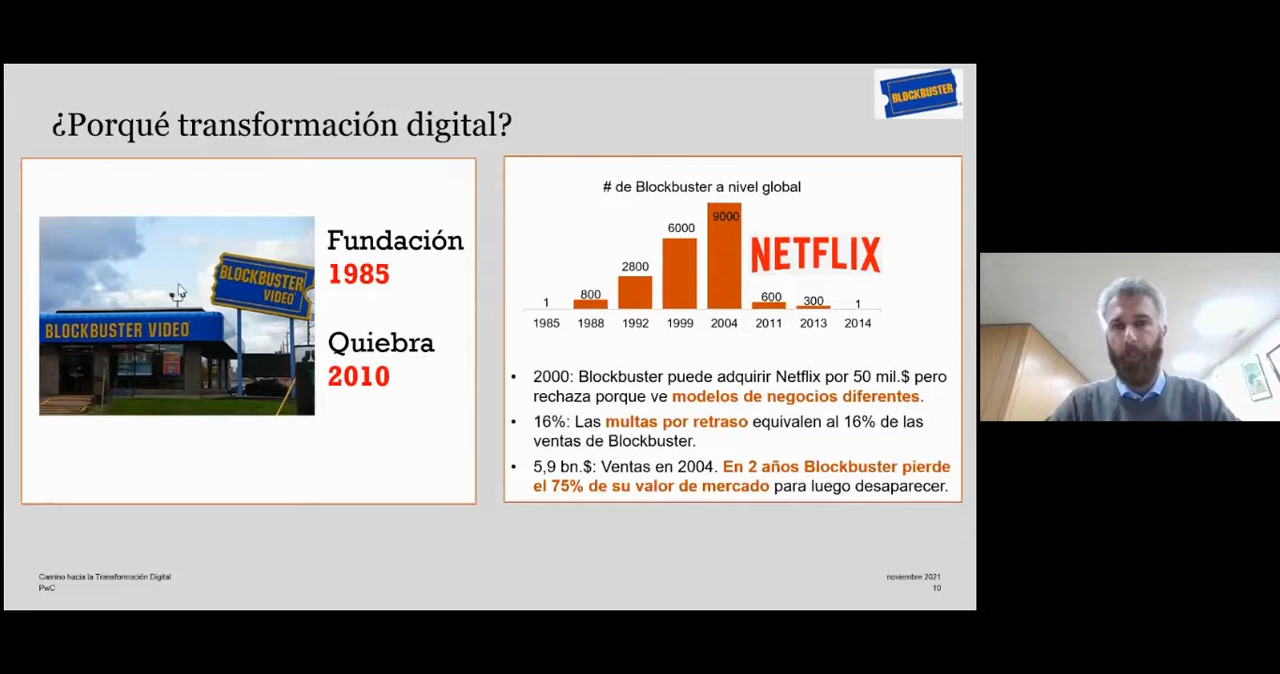 BLOCKBUSTER
¿Porqué transformación digital?
BLOCKBUSTER
VIDEO
BLOCKBUSTER VIDEO
Fundación
1985
Quiebra
2010
# de Blockbuster a nivel global
1
800
2800
6000
9000
600
300
1
NETFLIX
1985 1988 1992 1999 2004 2011 2013 2014
• 2000: Blockbuster puede adquirir Netflix por 50 mil.$ pero
rechaza porque ve modelos de negocios diferentes.
• 16%: Las multas por retraso equivalen al 16% de las
ventas de Blockbuster.
• 5,9 bn.$: Ventas en 2004. En 2 años Blockbuster pierde
el 75% de su valor de mercado para luego desaparecer.
Camino hacia la Transformación Digital
PwC
noviembre 2021
10